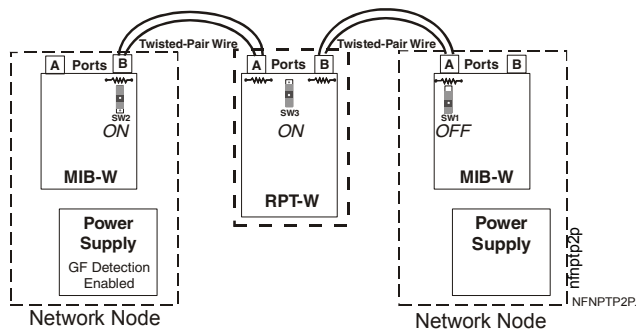 Twisted-Pair Wire
Twisted-Pair Wire
A Ports B
A Ports B
A Ports B
SW2
ON
SW3
ON
SW1
OFF
MIB-W
RPT-W
MIB-W
Power
Supply
GF Detection
Enabled
Power
Supply
nfnptp2p
NFNPTP2P.
Network Node
Network Node